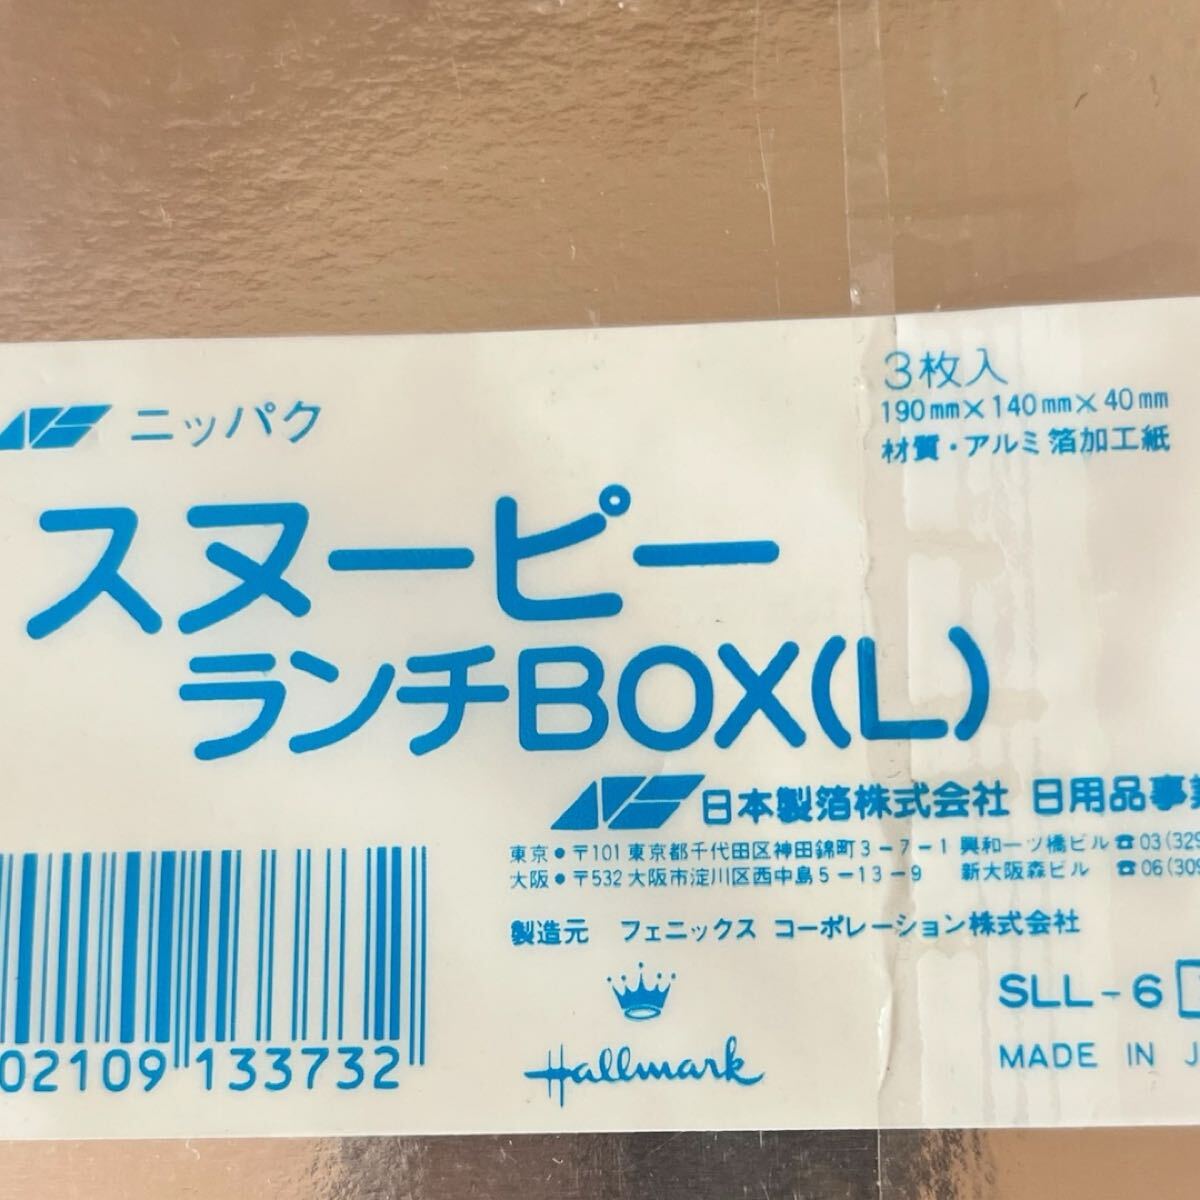 3枚入
190mm×140mm×40mm
材質・アルミ箔加工紙
ニッパク
スヌーピー
ランチBOX(L)
日本製箔株式会社 日用品事業
東京●〒101 東京都千代田区神田錦町3-7-1 興和一ツ橋ビル☎03(329
大阪●〒532 大阪市淀川区西中島5-13-9 新大阪森ビル ☎06(309
製造元 フェニックス コーポレーション株式会社
SLL-6
02109 133732
Hallmark
MADE IN J